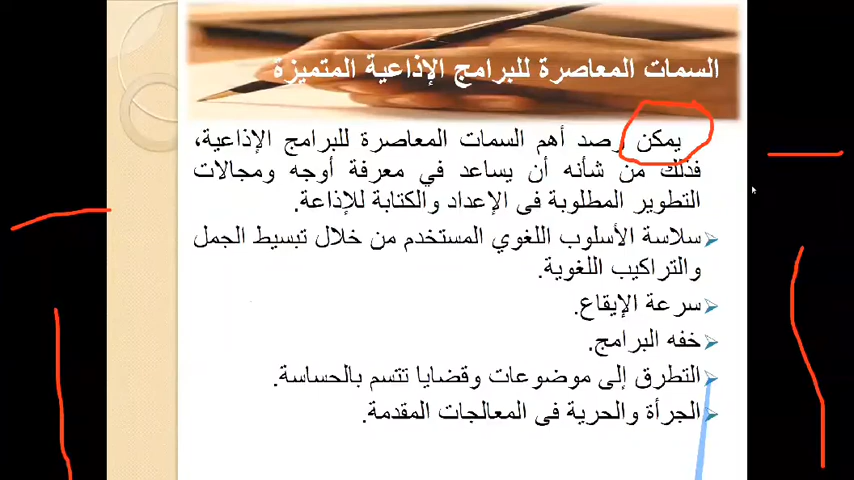 السمات المعاصرة للبرامج الإذاعية المتميزة
يمكن رصد أهم السمات المعاصرة للبرامج الإذاعية،
فذلك من شأنه أن يساعد في معرفة أوجه ومجالات
التطوير المطلوبة فى الإعداد والكتابة للإذاعة.
سلاسة الأسلوب اللغوي المستخدم من خلال تبسيط الجمل
والتراكيب اللغوية.
سرعة الإيقاع.
خفه البرامج.
التطرق إلى موضوعات وقضايا تتسم بالحساسة.
الجرأة والحرية فى المعالجات المقدمة.